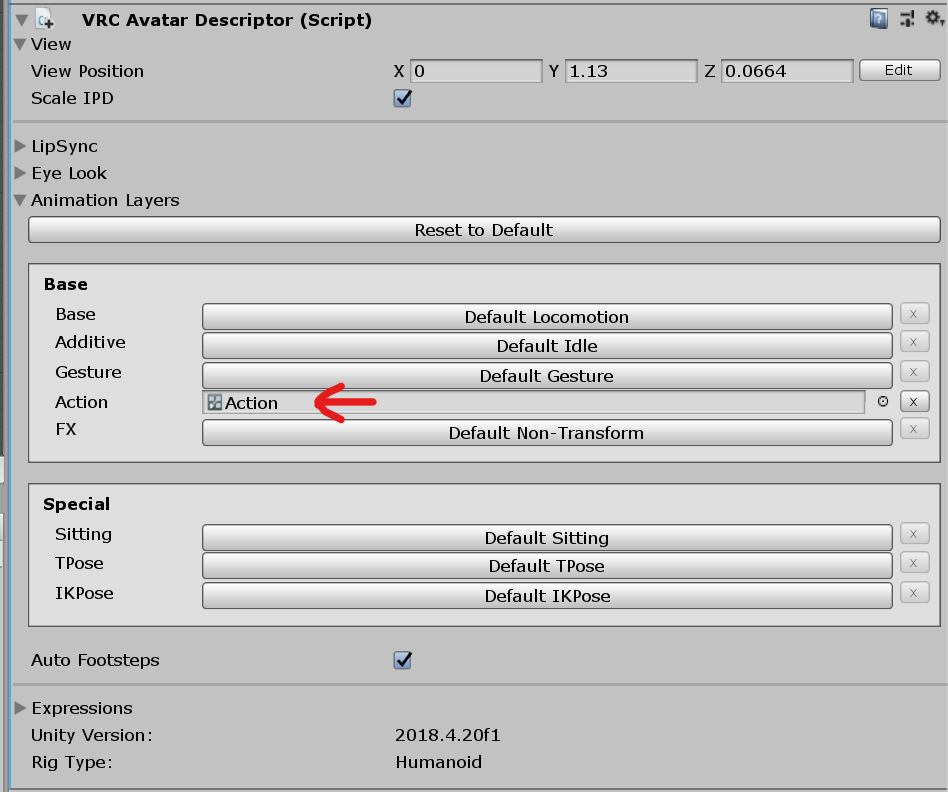 VRC Avatar Descriptor (Script)
View
View Position X 0 Y 1.13 Z 0.0664 Edit
Scale IPD
LipSync
Eye Look
Animation Layers
Reset to Default
Base
Base Default Locomotion x
Additive Default Idle x
Gesture Default Gesture x
Action Action x
FX Default Non-Transform x
Special
Sitting Default Sitting x
TPose Default TPose x
IKPose Default IKPose x
Auto Footsteps
Expressions
Unity Version: 2018.4.20f1
Rig Type: Humanoid